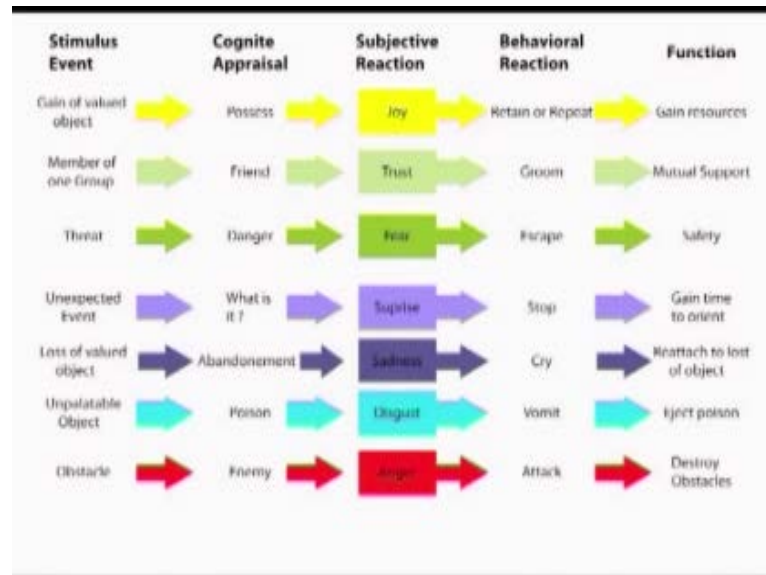 Stimulus
Event
Cognite
Appraisal
Subjective
Reaction
Behavioral
Reaction
Function
Gain of valued
object
Possess
Joy
Retain or Repeat
Gain resources
Member of
one Group
Friend
Trust
Groom
Mutual Support
Threat
Danger
Fear
Escape
Safety
Unexpected
Event
What is
it ?
Suprise
Stop
Gain time
to orient
Loss of valued
object
Abandonement
Sadness
Cry
Reattach to lost
of object
Unpalatable
Object
Poison
Disgust
Vomit
Eject poison
Obstacle
Enemy
Anger
Attack
Destroy
Obstacles